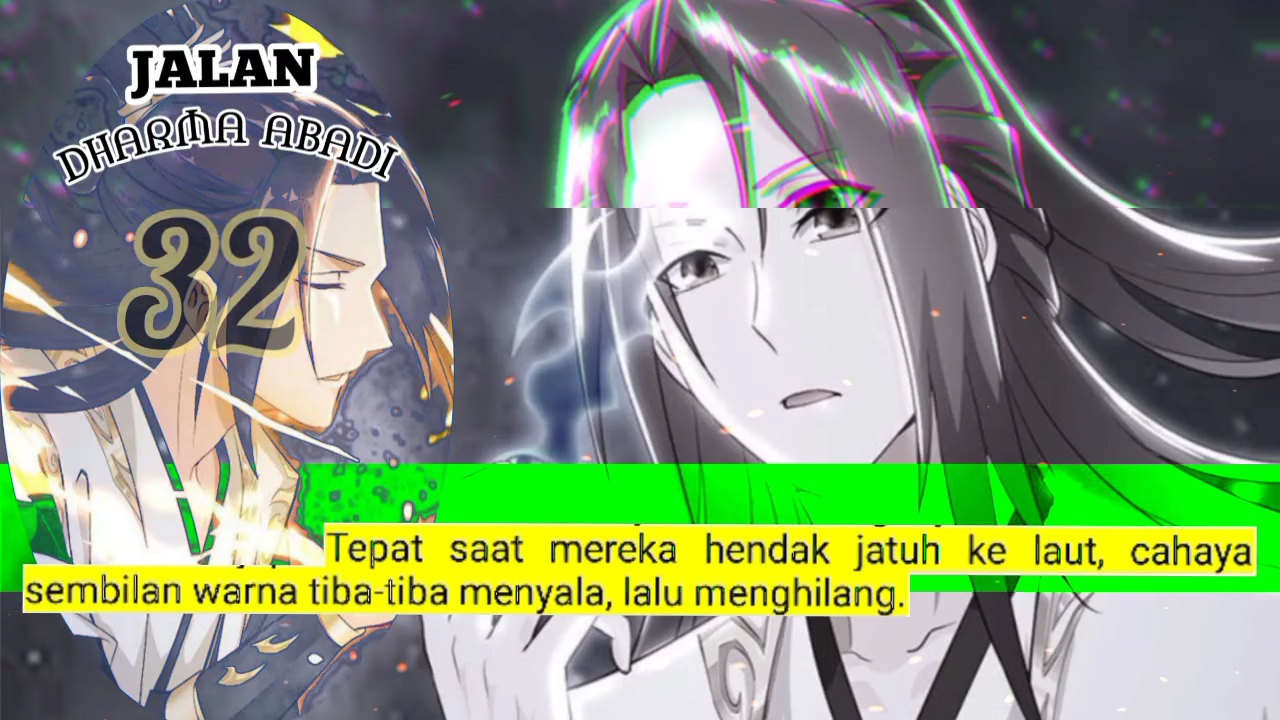 JALAN
DHARMA ABADI
32
Tepat saat mereka hendak jatuh ke laut, cahaya
sembilan warna tiba-tiba menyala, lalu menghilang.